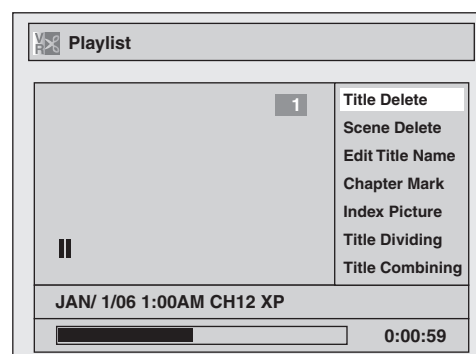 VR Playlist
1
Title Delete
Scene Delete
Edit Title Name
Chapter Mark
Index Picture
Title Dividing
Title Combining
JAN/ 1/06 1:00AM CH12 XP
0:00:59